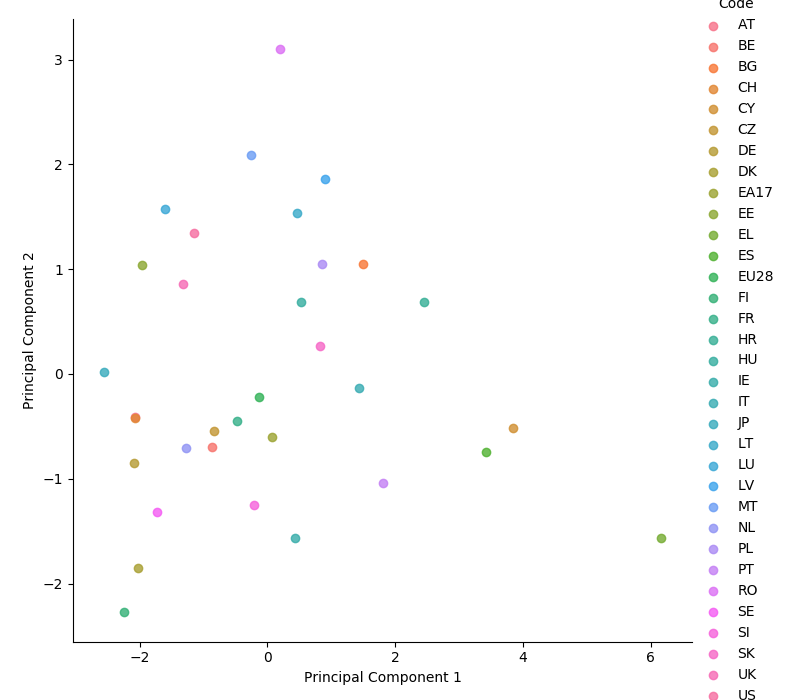 Code
AT
BE
BG
CH
CY
CZ
DE
DK
EA17
EE
EL
ES
EU28
FI
FR
HR
HU
IE
IT
JP
LT
LU
LV
MT
NL
PL
PT
RO
SE
SI
SK
UK
US
3
2
1
0
−1
−2
Principal Component 2
−2
0
2
4
6
Principal Component 1